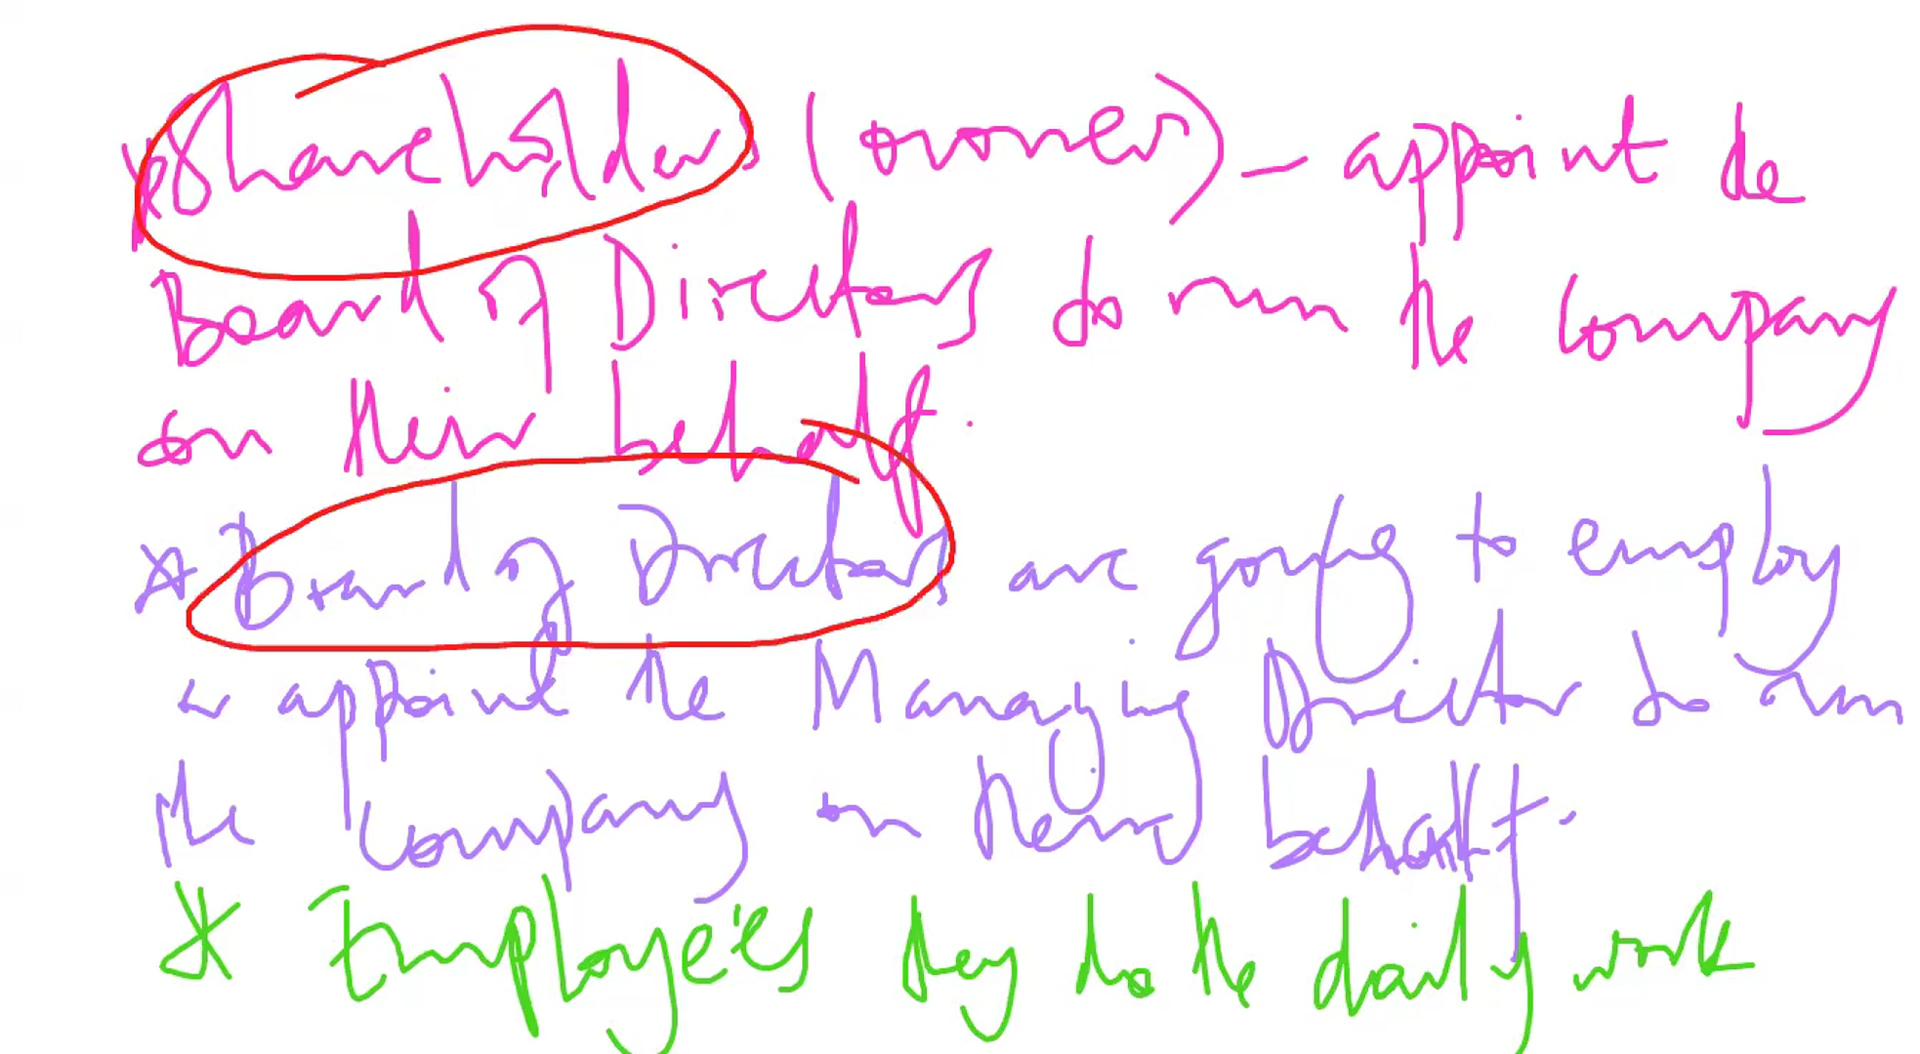 * Shareholders (owners) – appoint the
Board of Directors to run the Company
on their behalf.
* Board of Directors are going to employ
or appoint the Managing Director to run
the Company on their behalf.
* Employees they do the daily work